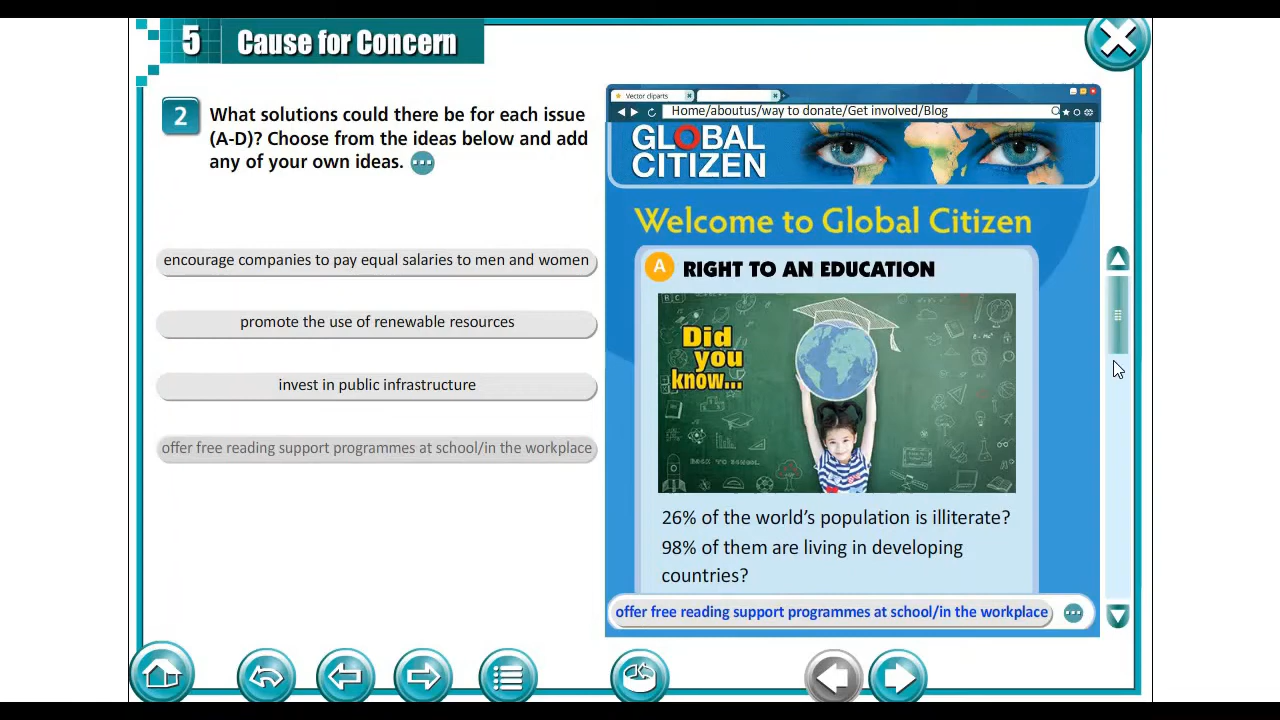 5 Cause for Concern
2 What solutions could there be for each issue
(A-D)? Choose from the ideas below and add
any of your own ideas.
encourage companies to pay equal salaries to men and women
promote the use of renewable resources
invest in public infrastructure
offer free reading support programmes at school/in the workplace
Vector cliparts
Home/aboutus/way to donate/Get involved/Blog
GLOBAL
CITIZEN
Welcome to Global Citizen
A RIGHT TO AN EDUCATION
Did
you
know...
BACK TO SCHOOL
26% of the world's population is illiterate?
98% of them are living in developing
countries?
offer free reading support programmes at school/in the workplace